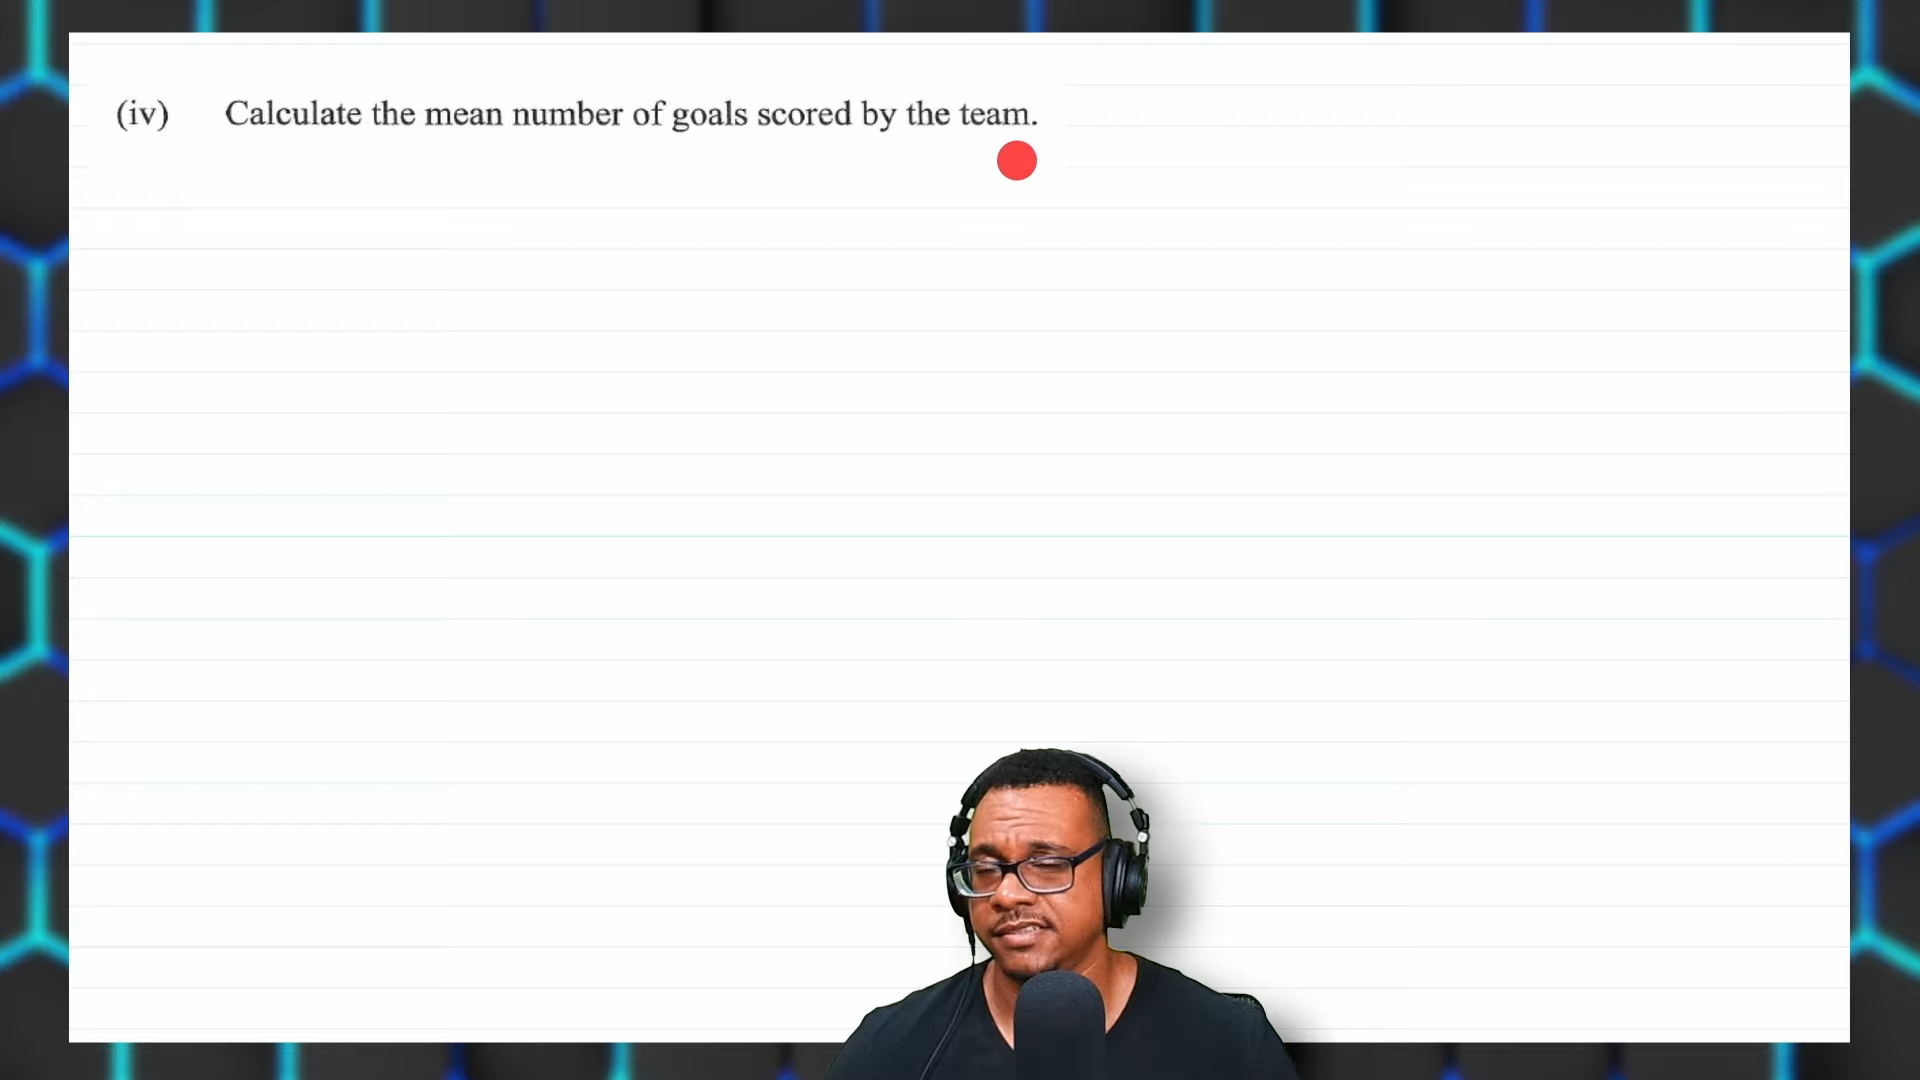 (iv) Calculate the mean number of goals scored by the team.